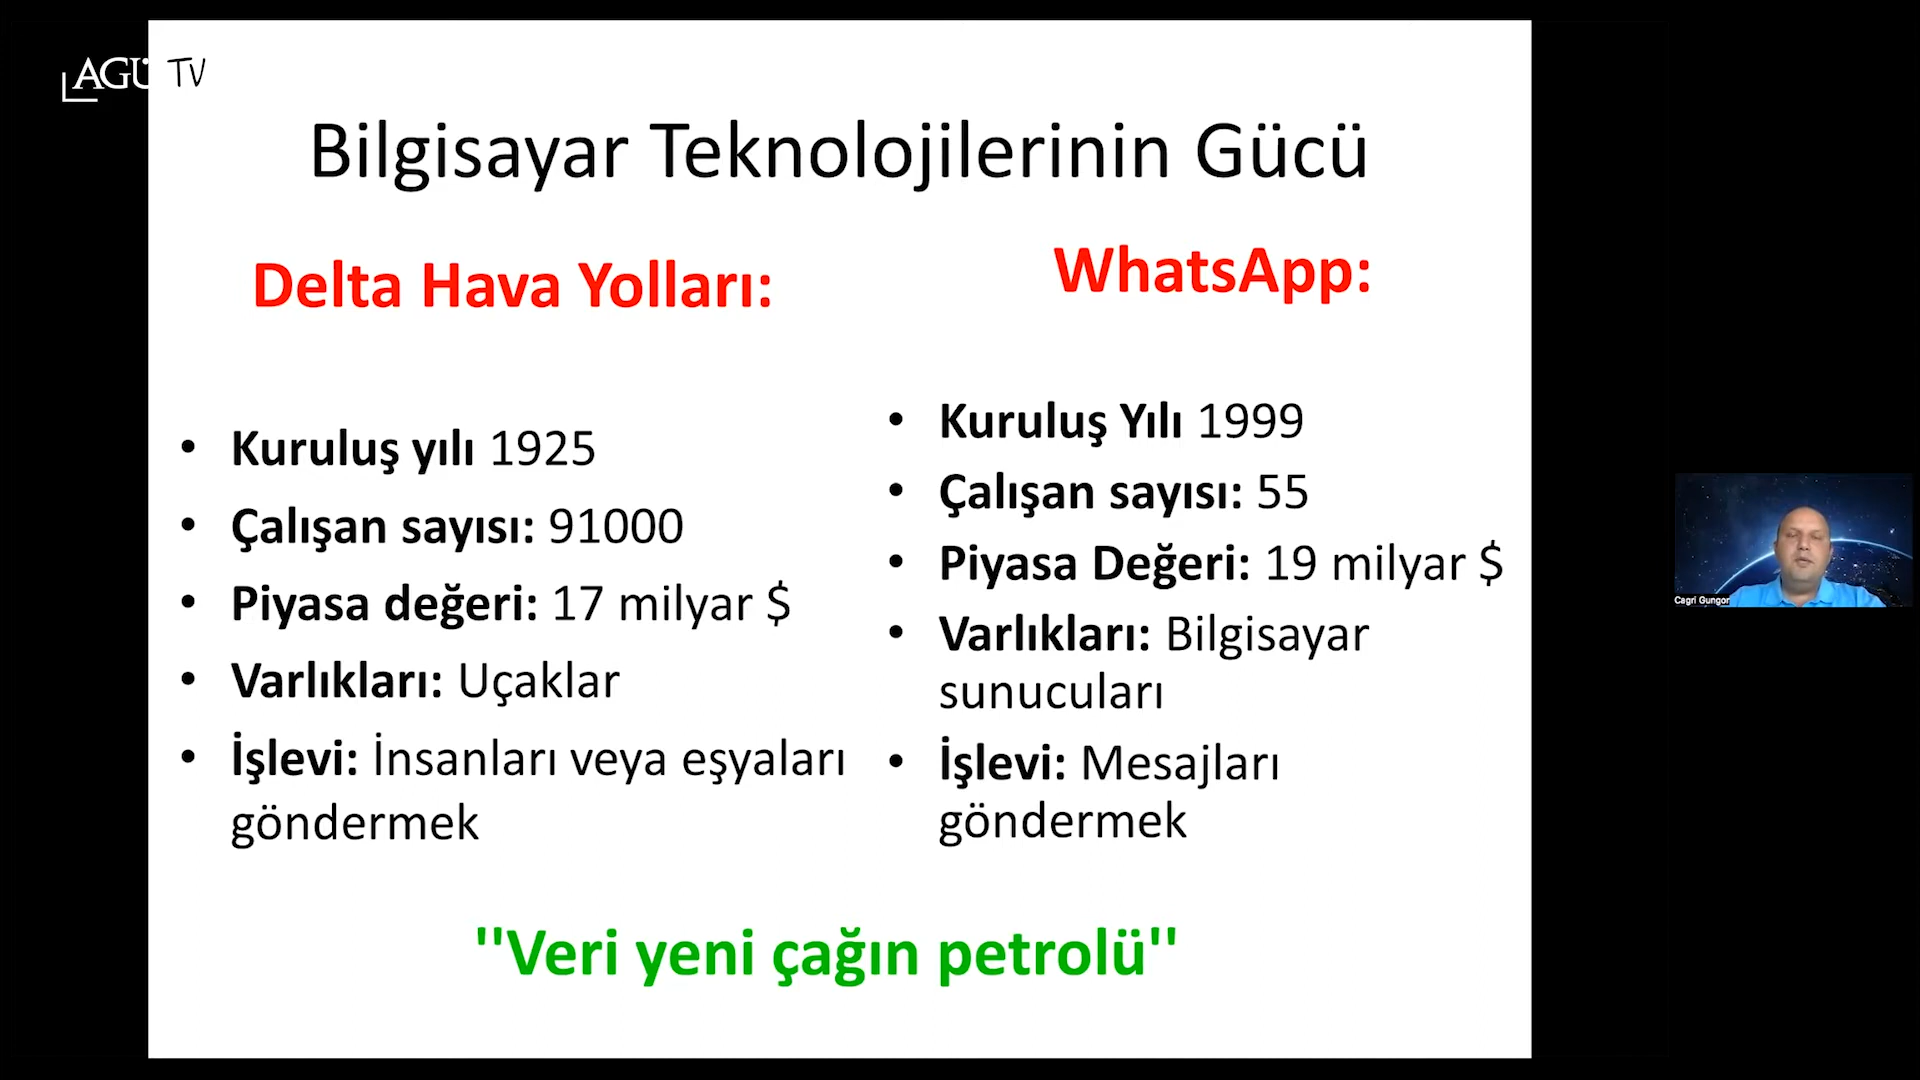 AGÜ TV
Bilgisayar Teknolojilerinin Gücü
Delta Hava Yolları:
• Kuruluş yılı 1925
• Çalışan sayısı: 91000
• Piyasa değeri: 17 milyar $
• Varlıkları: Uçaklar
• İşlevi: İnsanları veya eşyaları
göndermek
WhatsApp:
• Kuruluş Yılı 1999
• Çalışan sayısı: 55
• Piyasa Değeri: 19 milyar $
• Varlıkları: Bilgisayar
sunucuları
• İşlevi: Mesajları
göndermek
''Veri yeni çağın petrolü''
Cagri Gungor